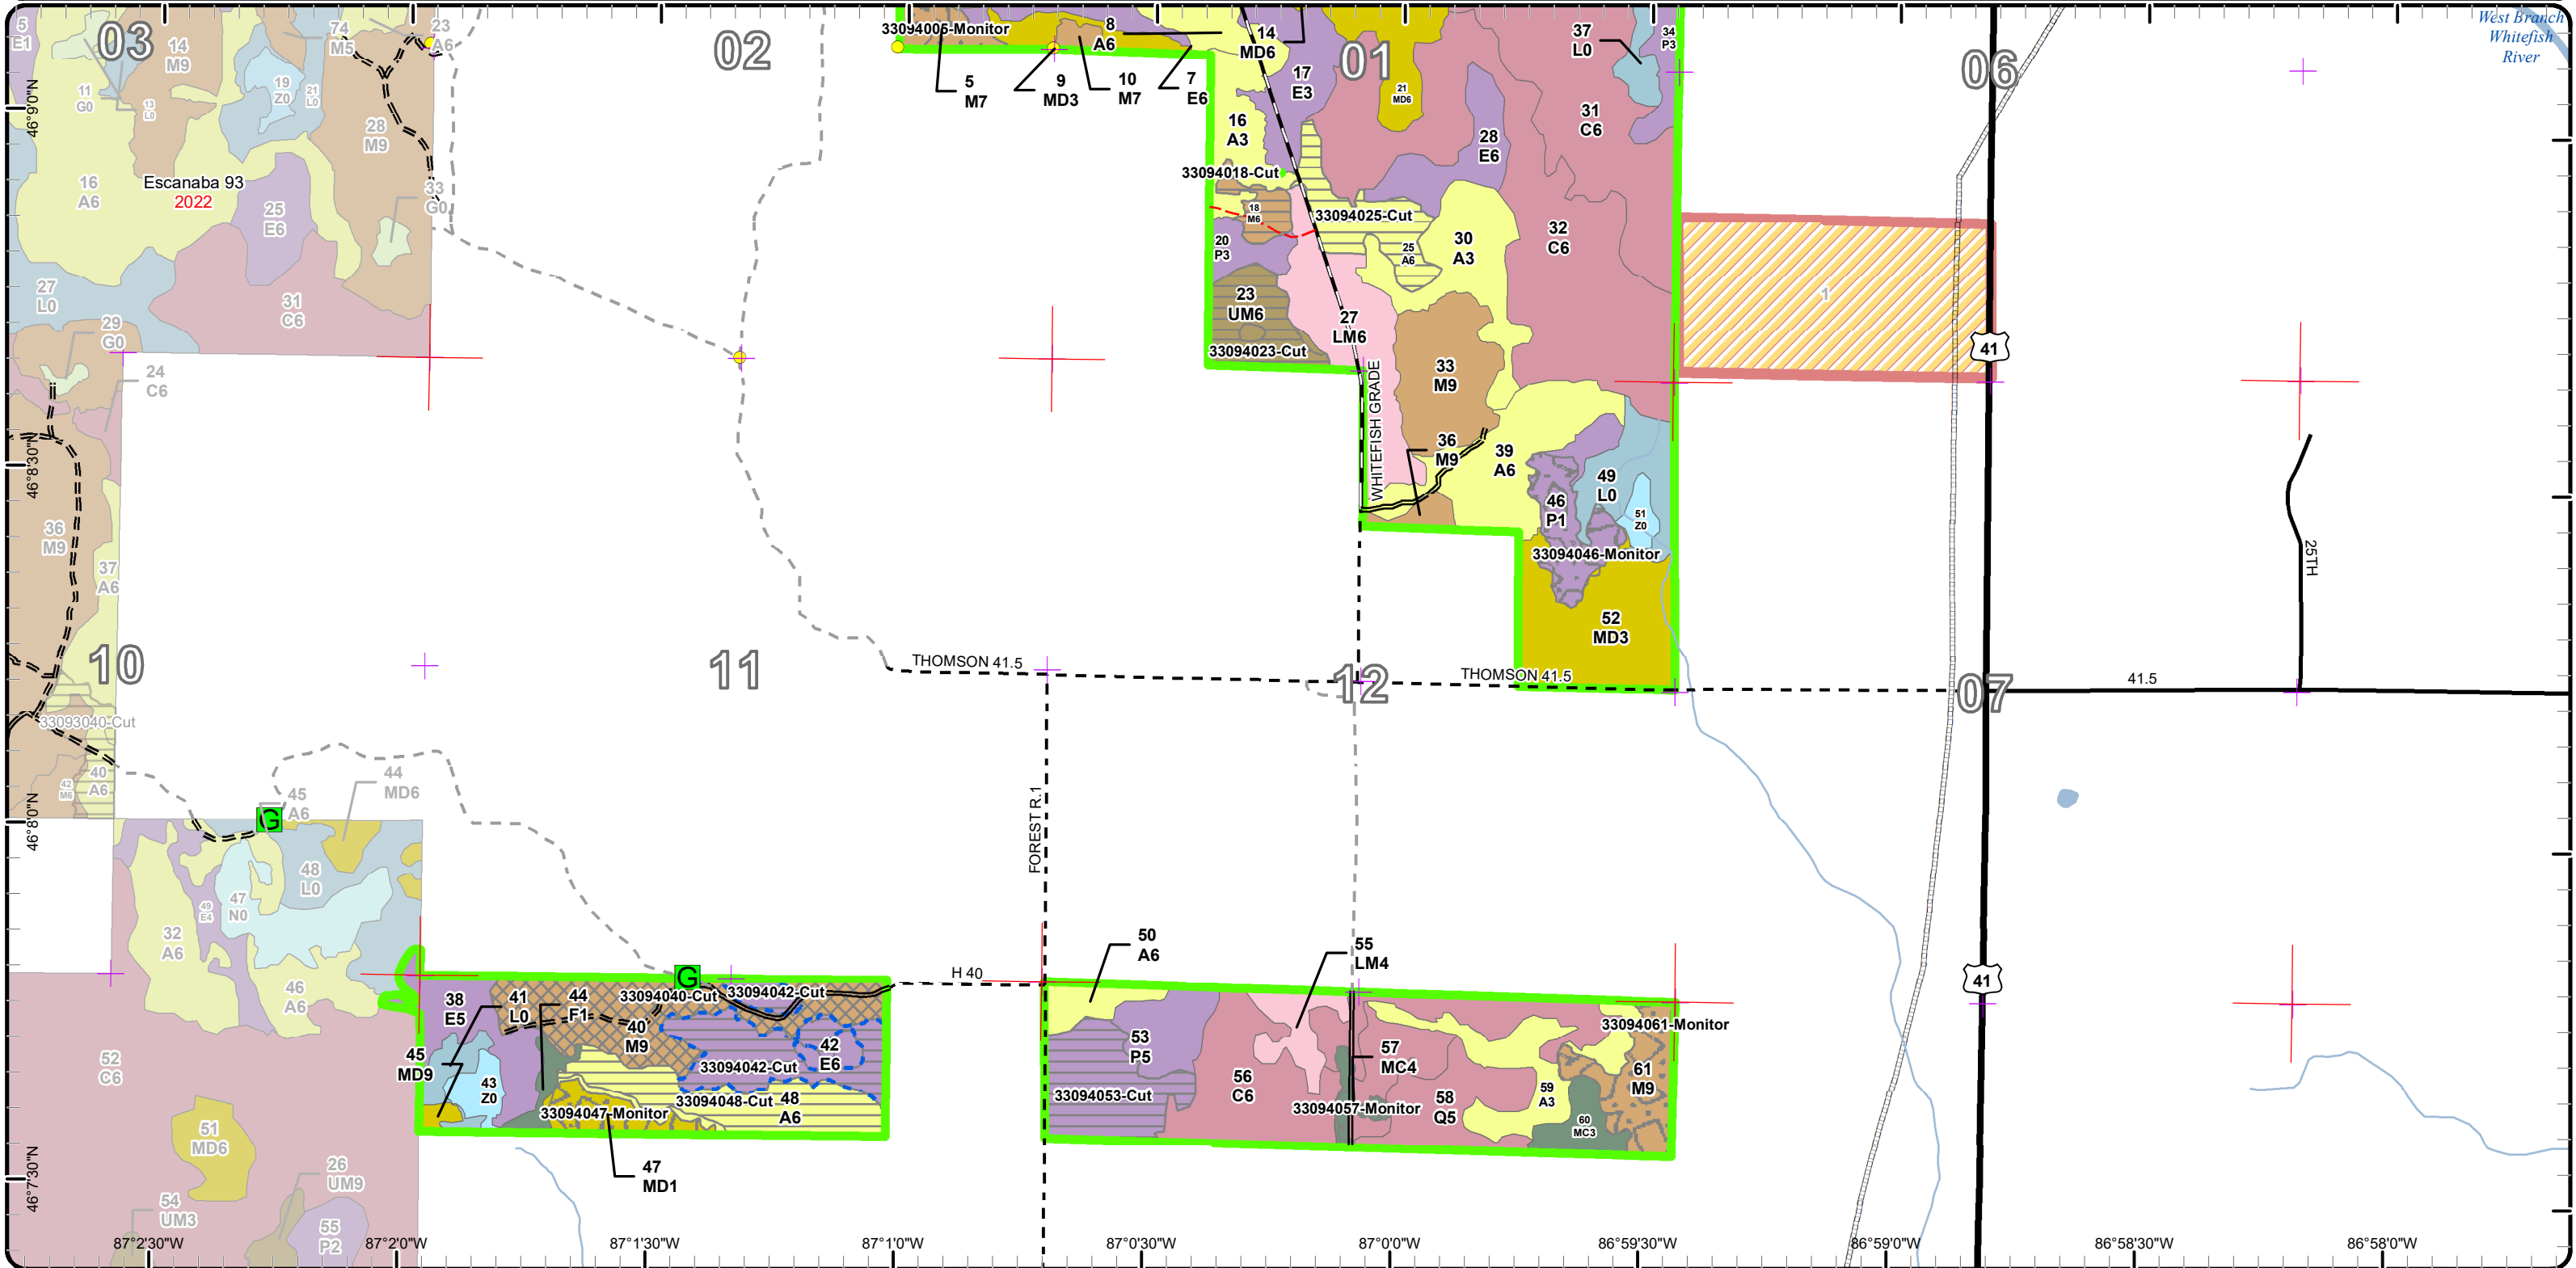 5
E1
03
14
M9
74
M5
23
A6
02
33094005-Monitor
8
A6
14
MD6
01
37
L0
34
P3
06
West Branch
Whitefish
River
11
G0
13
L0
19
Z0
21
L0
28
M9
5
M7
9
MD3
10
M7
7
E6
17
E3
21
MD6
31
C6
46°9'0"N
16
A3
28
E6
16
A6
Escanaba 93
2022
25
E6
33
G0
33094018-Cut
18
M6
33094025-Cut
20
P3
25
A6
30
A3
32
C6
27
L0
31
C6
29
G0
24
C6
23
UM6
33094023-Cut
27
LM6
1
41
33
M9
WHITEFISH GRADE
36
M9
39
A6
46°8'30"N
46
P1
49
L0
51
Z0
33094046-Monitor
36
M9
37
A6
25TH
52
MD3
10
11
THOMSON 41.5
12
THOMSON 41.5
07
41.5
33093040-Cut
42
M6
40
A6
45
A6
44
MD6
G
46°8'0"N
FOREST R.1
48
L0
47
N0
49
E4
32
A6
46
A6
50
A6
55
LM4
H 40
G
41
38
E5
41
L0
44
F1
33094040-Cut
33094042-Cut
40
M9
42
E6
33094042-Cut
45
MD9
43
Z0
33094048-Cut
48
A6
33094047-Monitor
47
MD1
53
P5
33094053-Cut
56
C6
57
MC4
33094057-Monitor
58
Q5
59
A3
60
MC3
33094061-Monitor
61
M9
52
C6
51
MD6
26
UM9
54
UM3
55
P2
46°7'30"N
87°2'30"W
87°2'0"W
87°1'30"W
87°1'0"W
87°0'30"W
87°0'0"W
86°59'30"W
86°59'0"W
86°58'30"W
86°58'0"W